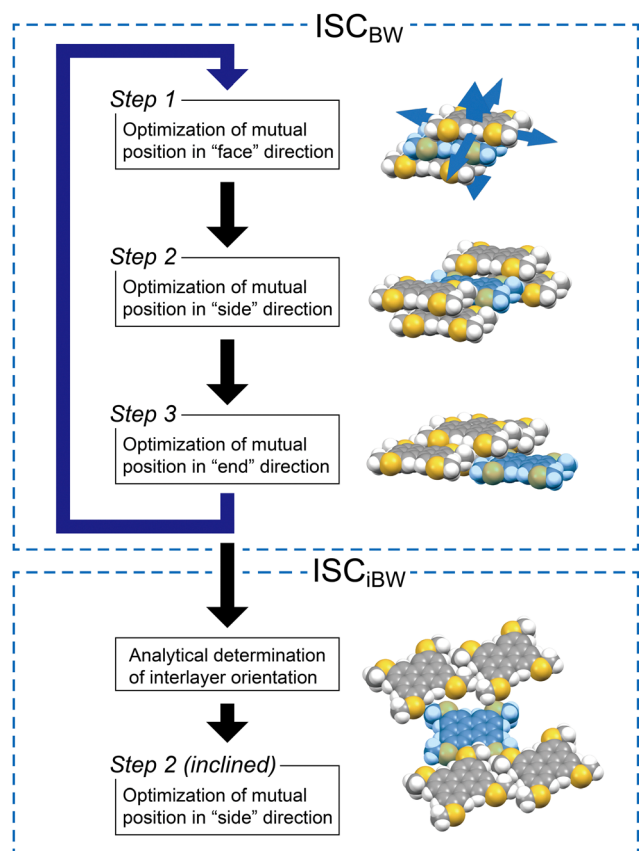 ISC_BW
Step 1
Optimization of mutual
position in “face” direction
Step 2
Optimization of mutual
position in “side” direction
Step 3
Optimization of mutual
position in “end” direction
ISC_iBW
Analytical determination
of interlayer orientation
Step 2 (inclined)
Optimization of mutual
position in “side” direction